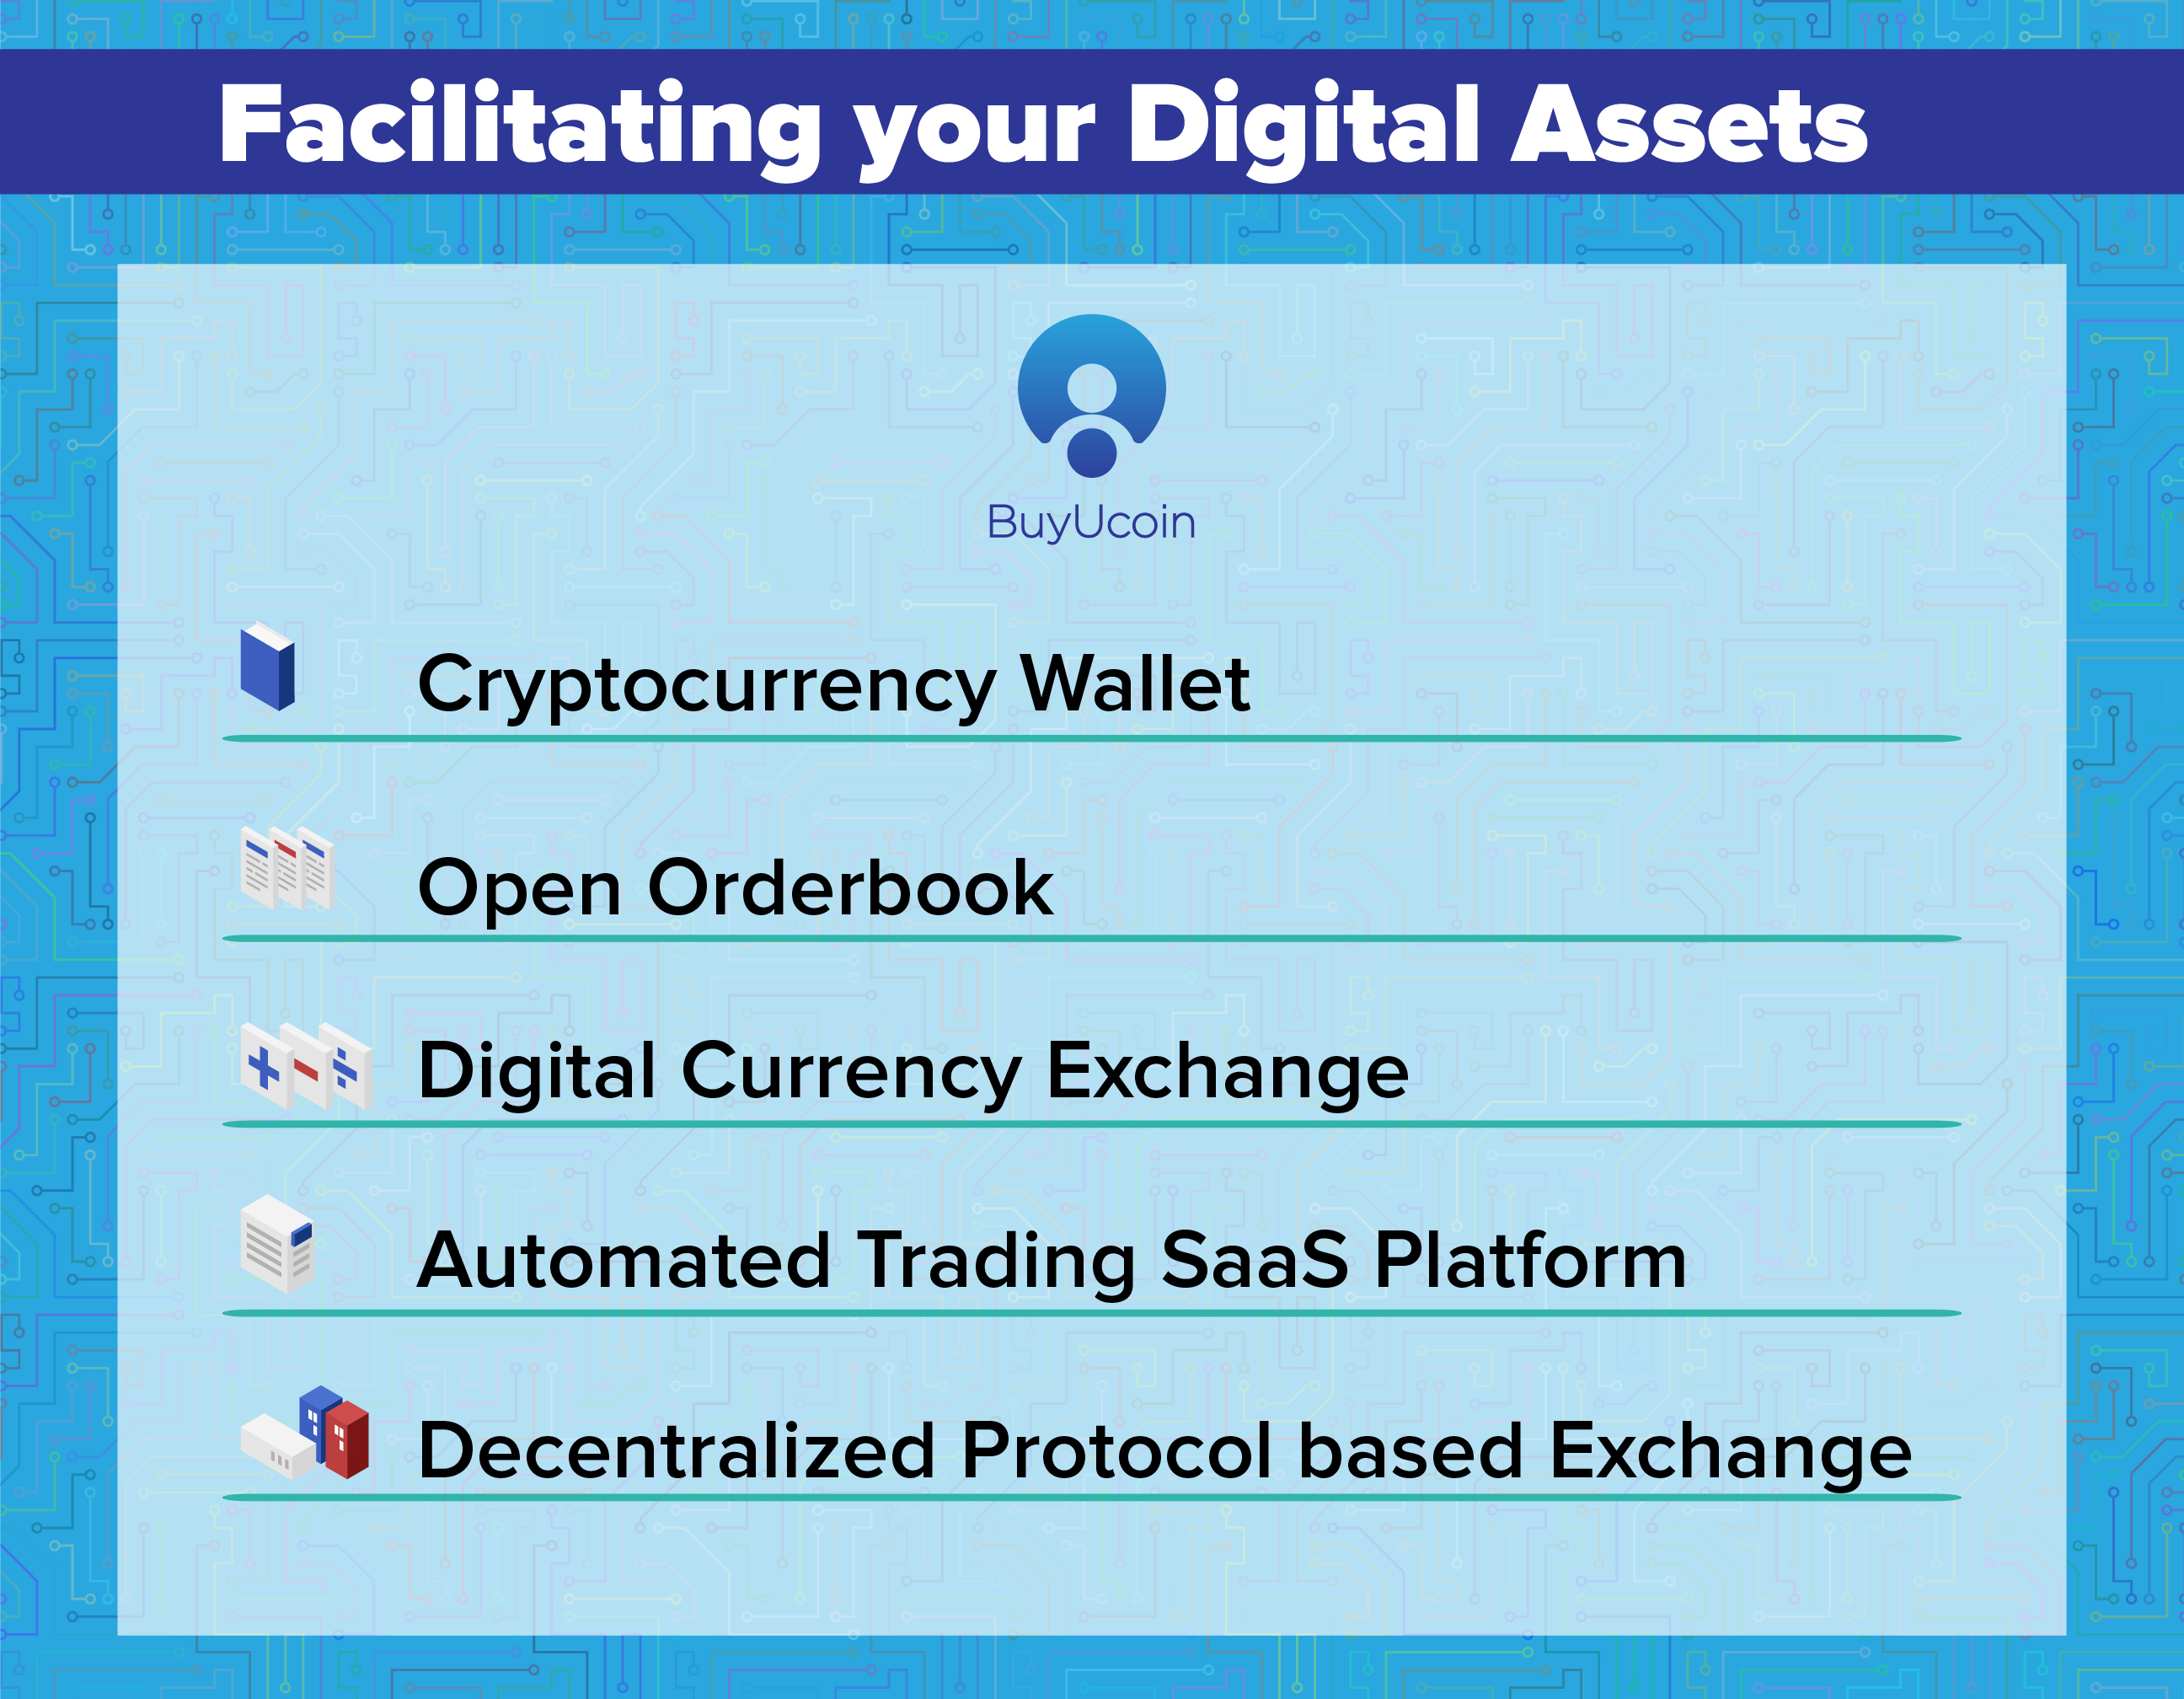 Facilitating your Digital Assets
BuyUcoin
Cryptocurrency Wallet
Open Orderbook
Digital Currency Exchange
Automated Trading SaaS Platform
Decentralized Protocol based Exchange